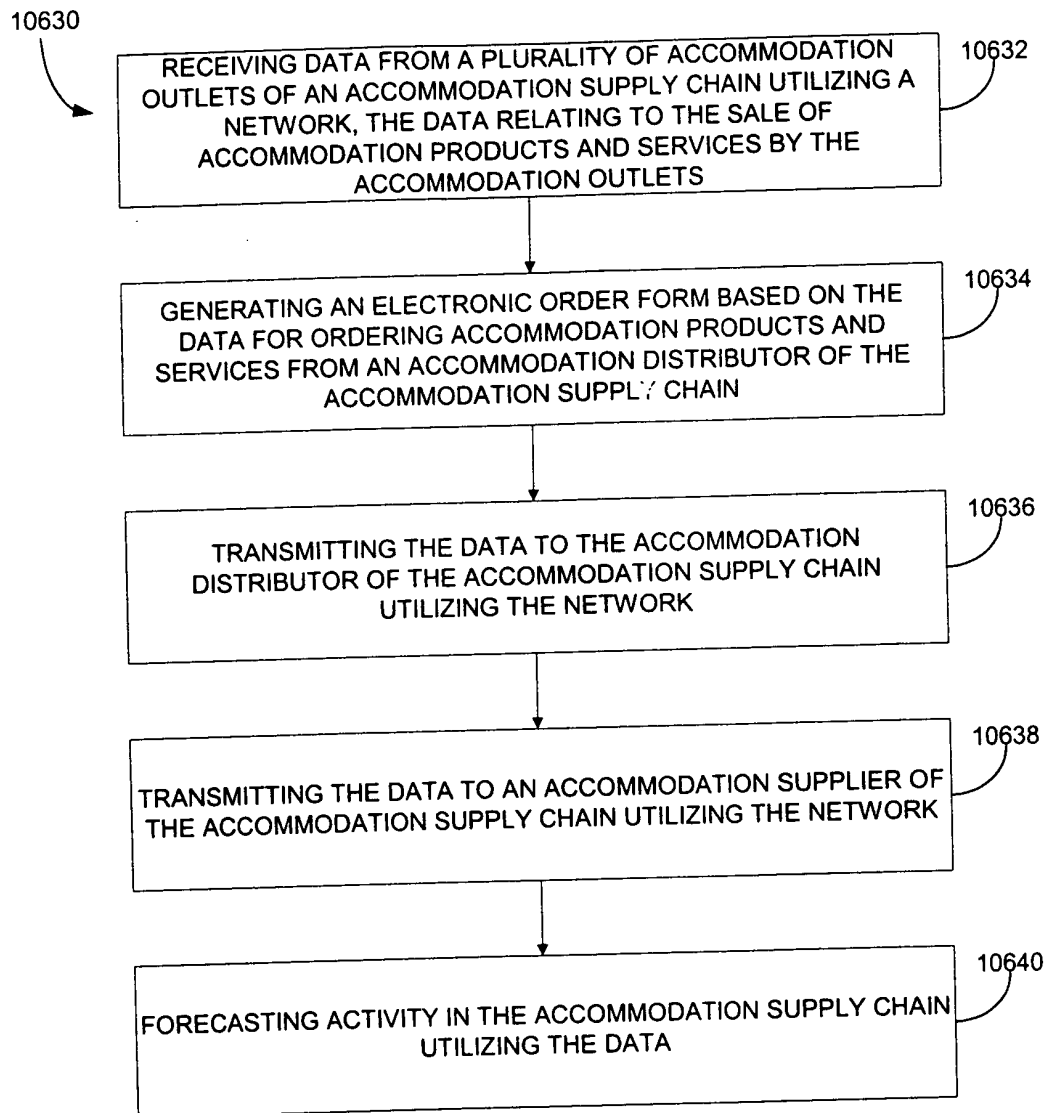 10630
10632
RECEIVING DATA FROM A PLURALITY OF ACCOMMODATION
OUTLETS OF AN ACCOMMODATION SUPPLY CHAIN UTILIZING A
NETWORK, THE DATA RELATING TO THE SALE OF
ACCOMMODATION PRODUCTS AND SERVICES BY THE
ACCOMMODATION OUTLETS
10634
GENERATING AN ELECTRONIC ORDER FORM BASED ON THE
DATA FOR ORDERING ACCOMMODATION PRODUCTS AND
SERVICES FROM AN ACCOMMODATION DISTRIBUTOR OF THE
ACCOMMODATION SUPPLY CHAIN
10636
TRANSMITTING THE DATA TO THE ACCOMMODATION
DISTRIBUTOR OF THE ACCOMMODATION SUPPLY CHAIN
UTILIZING THE NETWORK
10638
TRANSMITTING THE DATA TO AN ACCOMMODATION SUPPLIER OF
THE ACCOMMODATION SUPPLY CHAIN UTILIZING THE NETWORK
10640
FORECASTING ACTIVITY IN THE ACCOMMODATION SUPPLY CHAIN
UTILIZING THE DATA